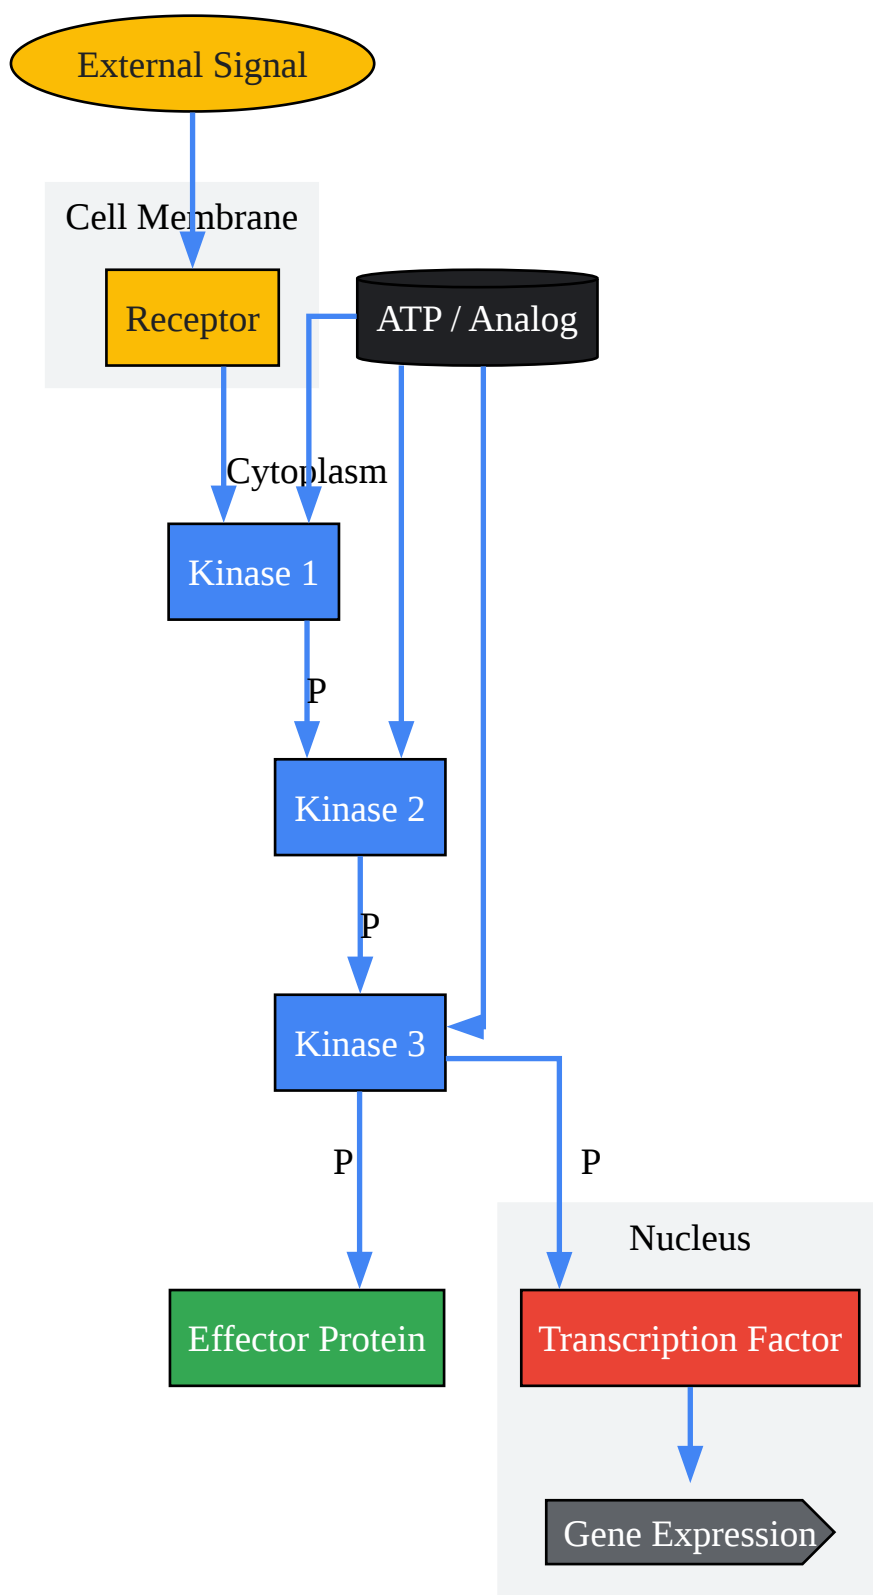 External Signal
Cell Membrane
Receptor
ATP / Analog
Cytoplasm
Kinase 1
P
Kinase 2
P
Kinase 3
P
P
Nucleus
Effector Protein
Transcription Factor
Gene Expression